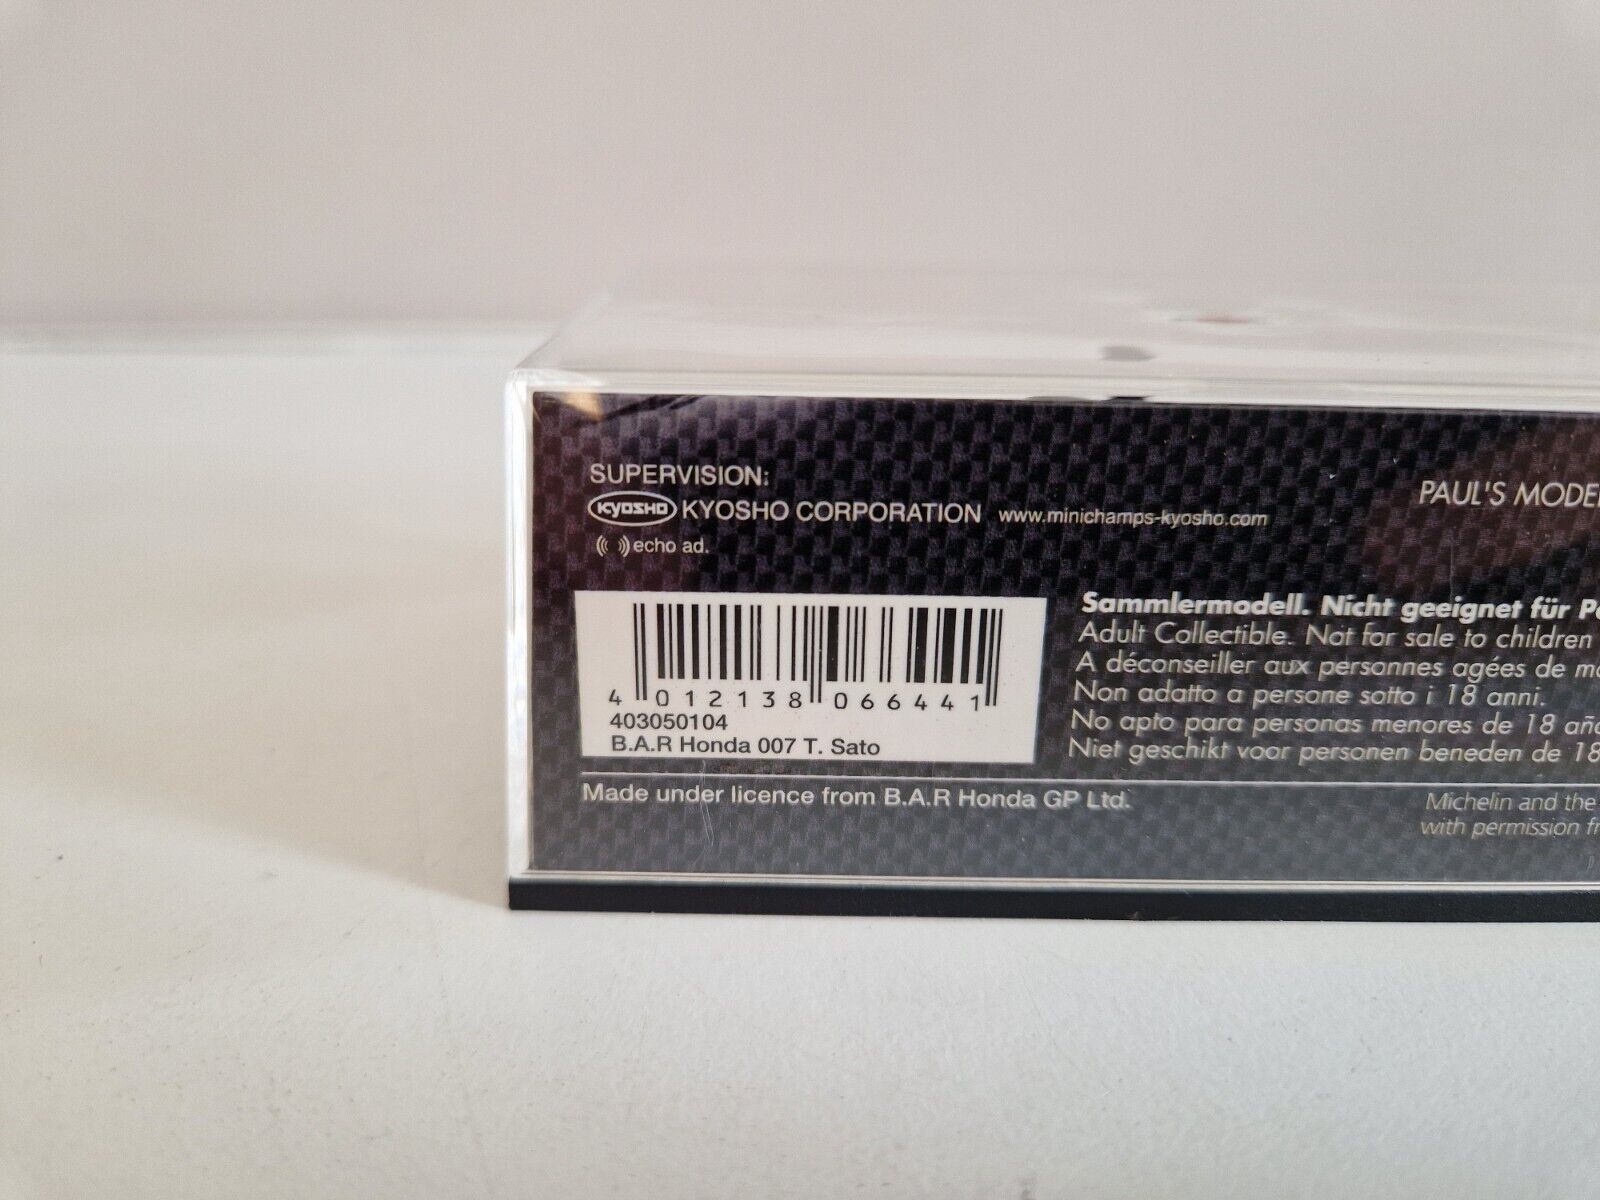 SUPERVISION:
KYOSHO KYOSHO CORPORATION www.minichamps-kyosho.com
echo ad.
PAUL'S MODEL
4 012138 066441
403050104
B.A.R Honda 007 T. Sato
Sammlermodell. Nicht geeignet für
Adult Collectible. Not for sale to children
A déconseiller aux personnes agées de
Non adatto a persone sotto i 18 anni.
No apto para personas menores de 18
Niet geschikt voor personen beneden de 18
Made under licence from B.A.R Honda GP Ltd.
Michelin and the
with permission